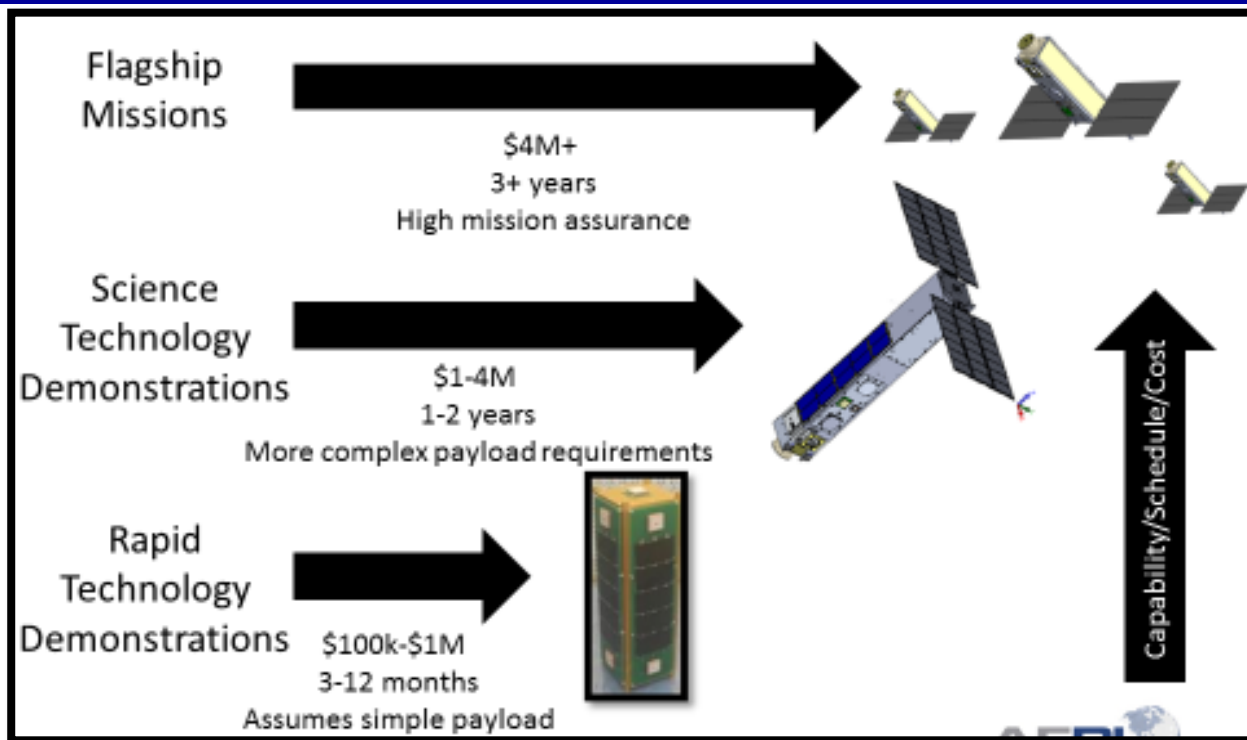 Flagship
Missions
$4M+
3+ years
High mission assurance
Science
Technology
Demonstrations
$1-4M
1-2 years
More complex payload requirements
Rapid
Technology
Demonstrations
$100k-$1M
3-12 months
Assumes simple payload
Capability/Schedule/Cost